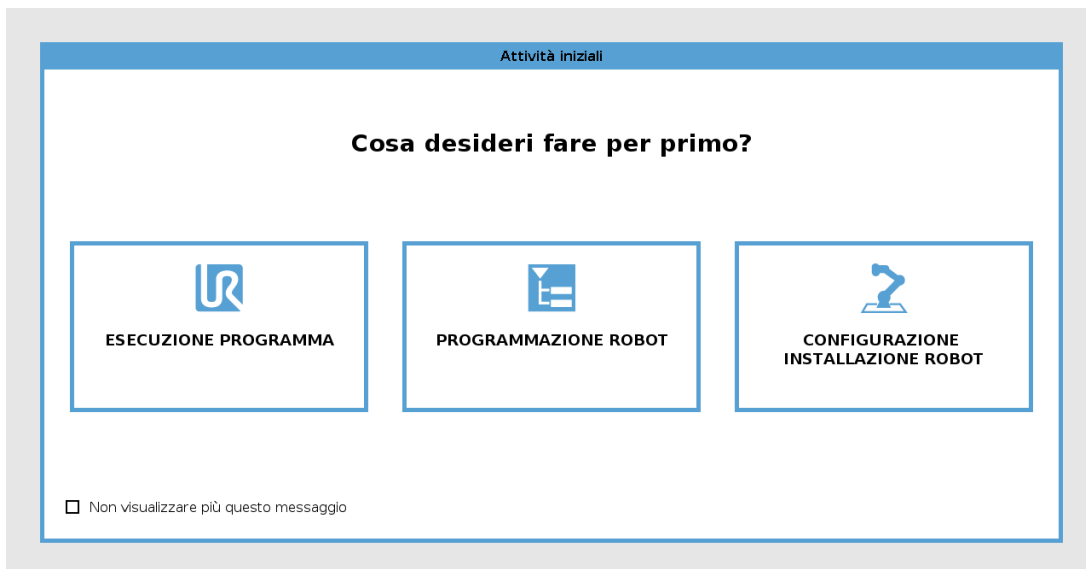 Attività iniziali
Cosa desideri fare per primo?
ESECUZIONE PROGRAMMA
PROGRAMMAZIONE ROBOT
CONFIGURAZIONE
INSTALLAZIONE ROBOT
Non visualizzare più questo messaggio